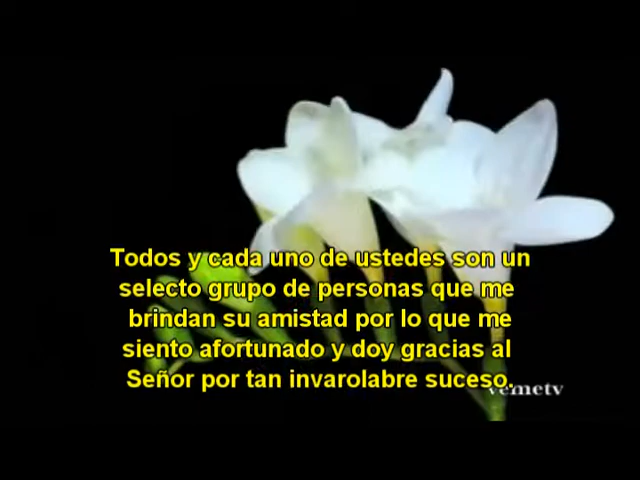 Todos y cada uno de ustedes son un
selecto grupo de personas que me
brindan su amistad por lo que me
siento afortunado y doy gracias al
Señor por tan invarolabre suceso.
vemetv